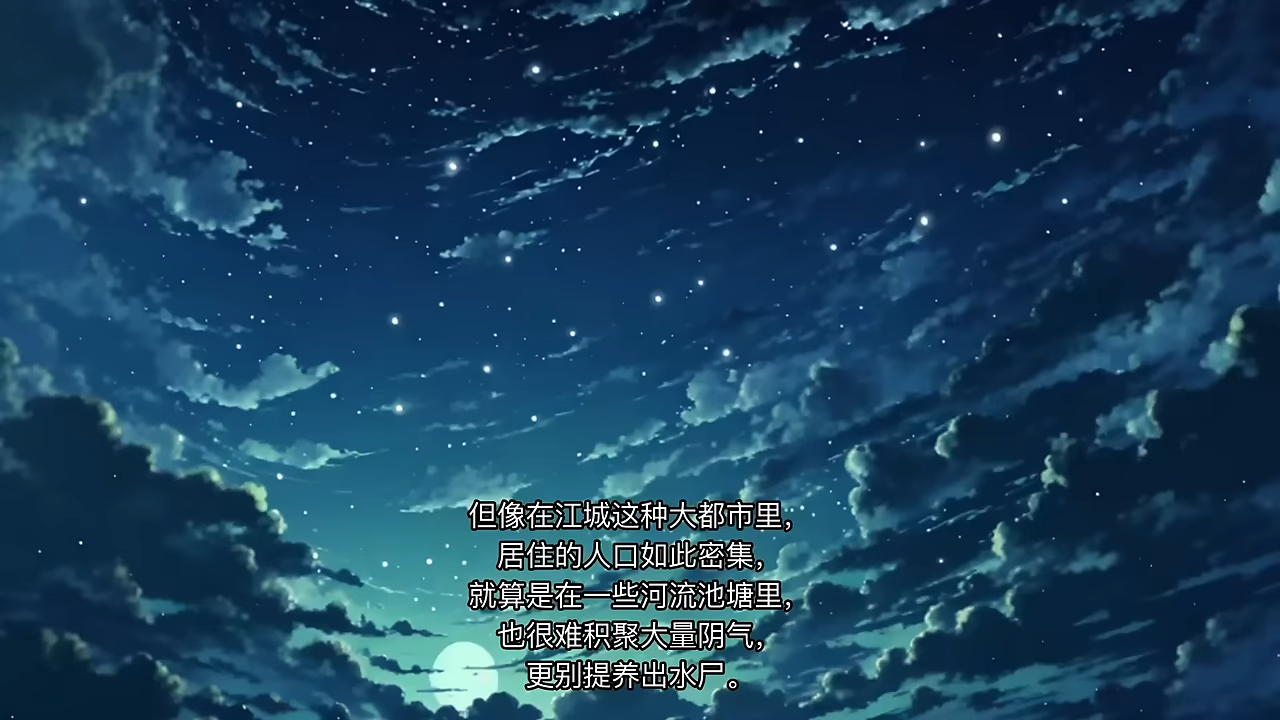 但像在江城这种大都市里，
居住的人口如此密集，
就算是在一些河流池塘里，
也很难积聚大量阴气，
更别提养出水尸。